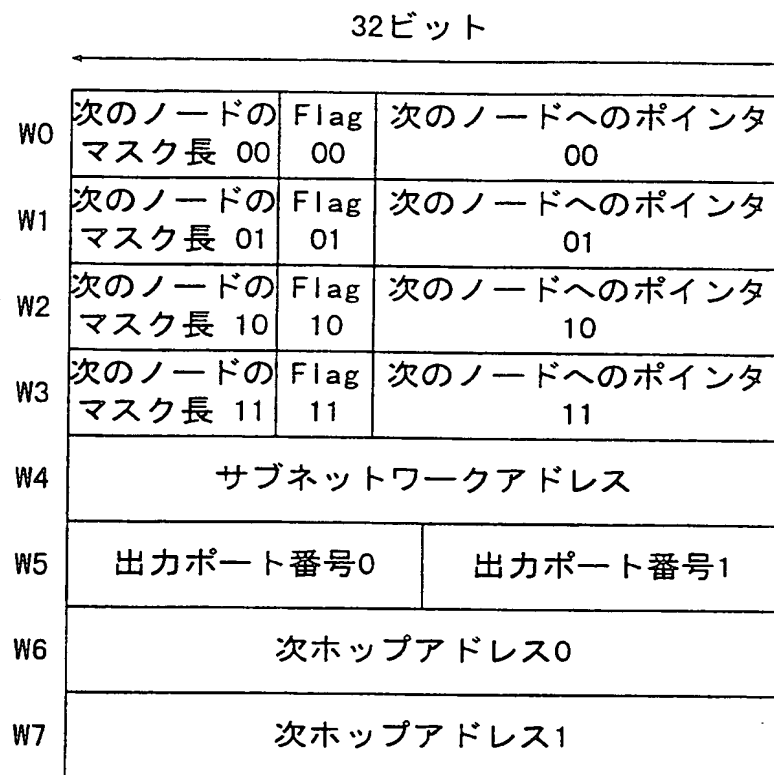 32ビット
W0
次のノードの
マスク長 00
Flag
00
次のノードへのポインタ
00
W1
次のノードの
マスク長 01
Flag
01
次のノードへのポインタ
01
W2
次のノードの
マスク長 10
Flag
10
次のノードへのポインタ
10
W3
次のノードの
マスク長 11
Flag
11
次のノードへのポインタ
11
W4
サブネットワークアドレス
W5
出力ポート番号0
出力ポート番号1
W6
次ホップアドレス0
W7
次ホップアドレス1